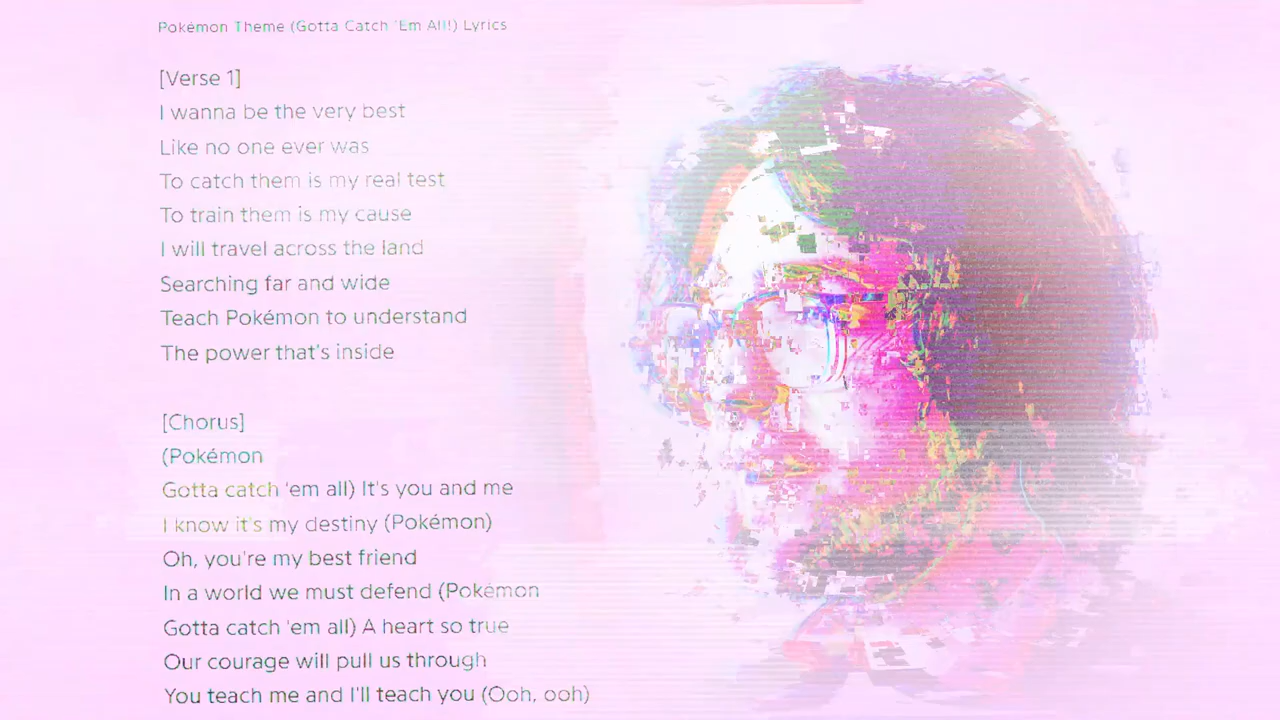 Pokémon Theme (Gotta Catch 'Em All!) Lyrics
[Verse 1]
I wanna be the very best
Like no one ever was
To catch them is my real test
To train them is my cause
I will travel across the land
Searching far and wide
Teach Pokémon to understand
The power that's inside
[Chorus]
(Pokémon
Gotta catch 'em all) It's you and me
I know it's my destiny (Pokémon)
Oh, you're my best friend
In a world we must defend (Pokémon
Gotta catch 'em all) A heart so true
Our courage will pull us through
You teach me and I'll teach you (Ooh, ooh)